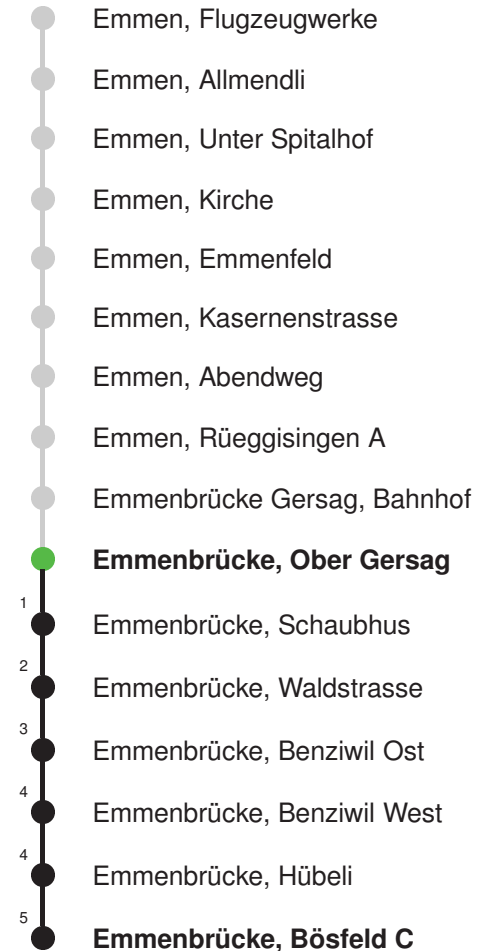 Emmen, Flugzeugwerke
Emmen, Allmendli
Emmen, Unter Spitalhof
Emmen, Kirche
Emmen, Emmenfeld
Emmen, Kasernenstrasse
Emmen, Abendweg
Emmen, Rüeggisingen A
Emmenbrücke Gersag, Bahnhof
Emmenbrücke, Ober Gersag
1 Emmenbrücke, Schaubhus
2 Emmenbrücke, Waldstrasse
3 Emmenbrücke, Benziwil Ost
4 Emmenbrücke, Benziwil West
4 Emmenbrücke, Hübeli
5 Emmenbrücke, Bösfeld C